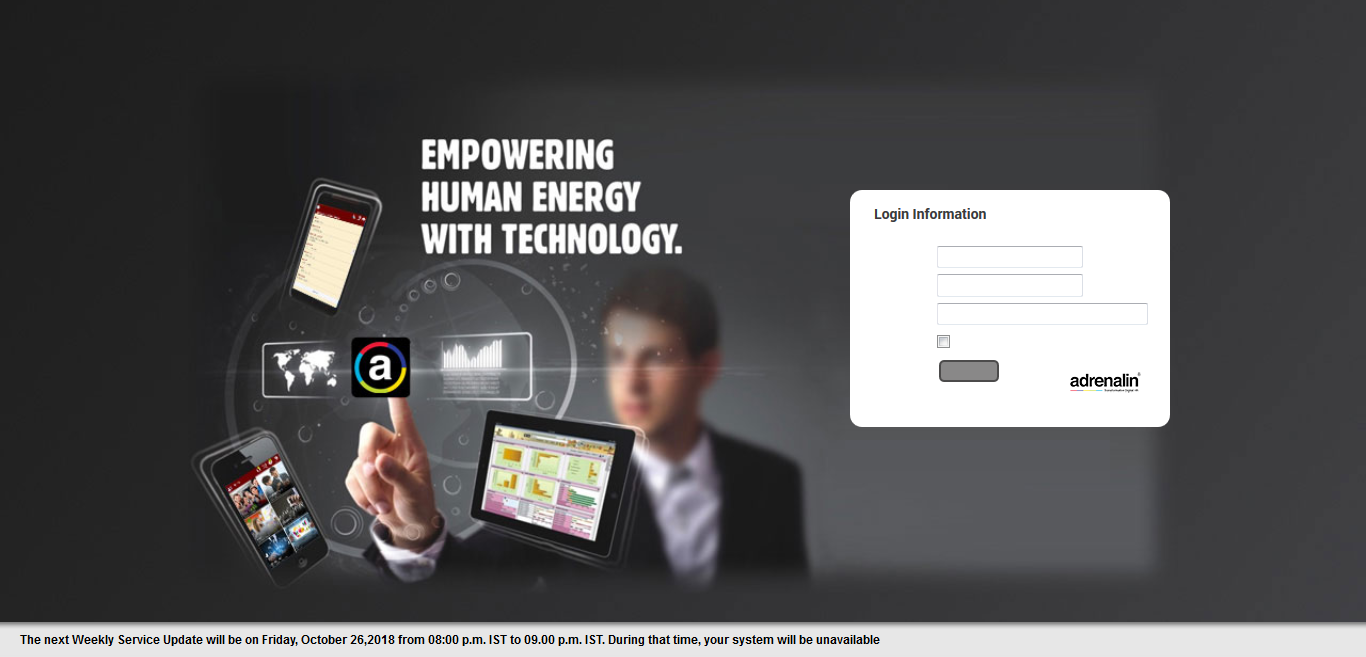 EMPOWERING
HUMAN ENERGY
WITH TECHNOLOGY.
Login Information
a
adrenalin
The next Weekly Service Update will be on Friday, October 26,2018 from 08:00 p.m. IST to 09.00 p.m. IST. During that time, your system will be unavailable